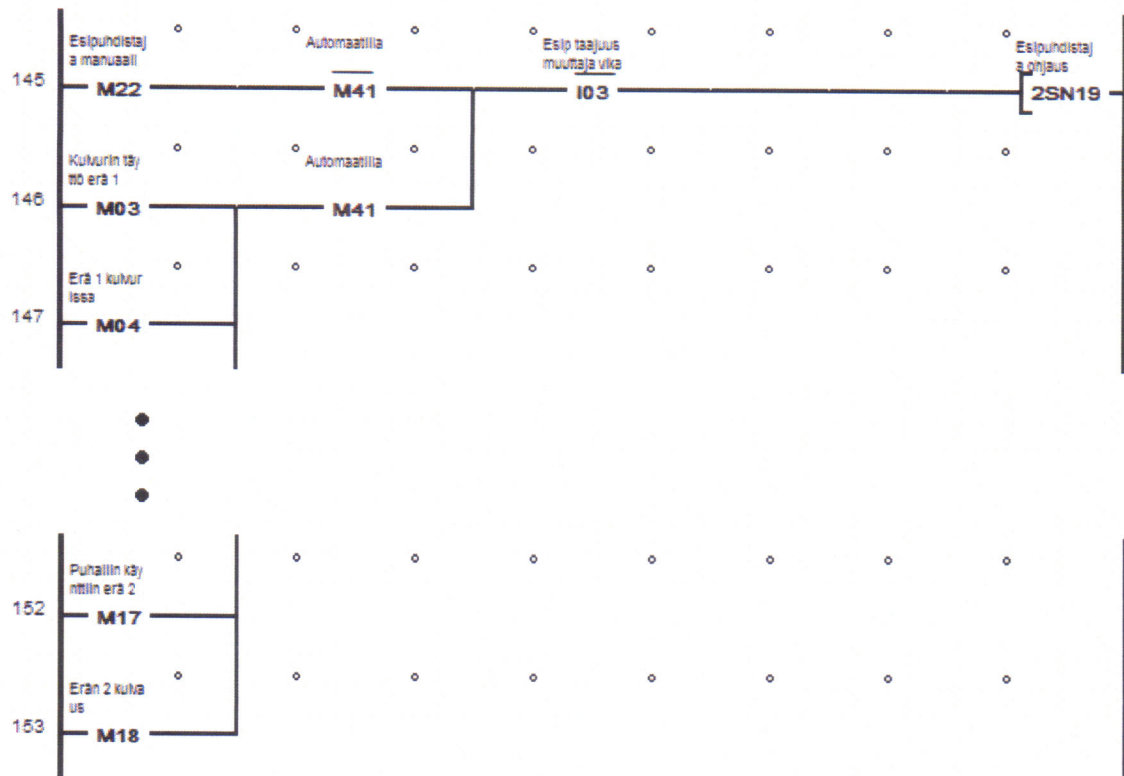 Esipuhdistaj
a manuaali
Automaatilla
Esip taajuus
muuttaja vika
Esipuhdistaj
a ohjaus
145 M22 M41 I03 2SN19
Kuivurin täy
ttö erä 1
Automaatilla
146 M03 M41
Erä 1 kuivur
issa
147 M04
Puhallin käy
nttiin erä 2
152 M17
Erän 2 kuiva
us
153 M18